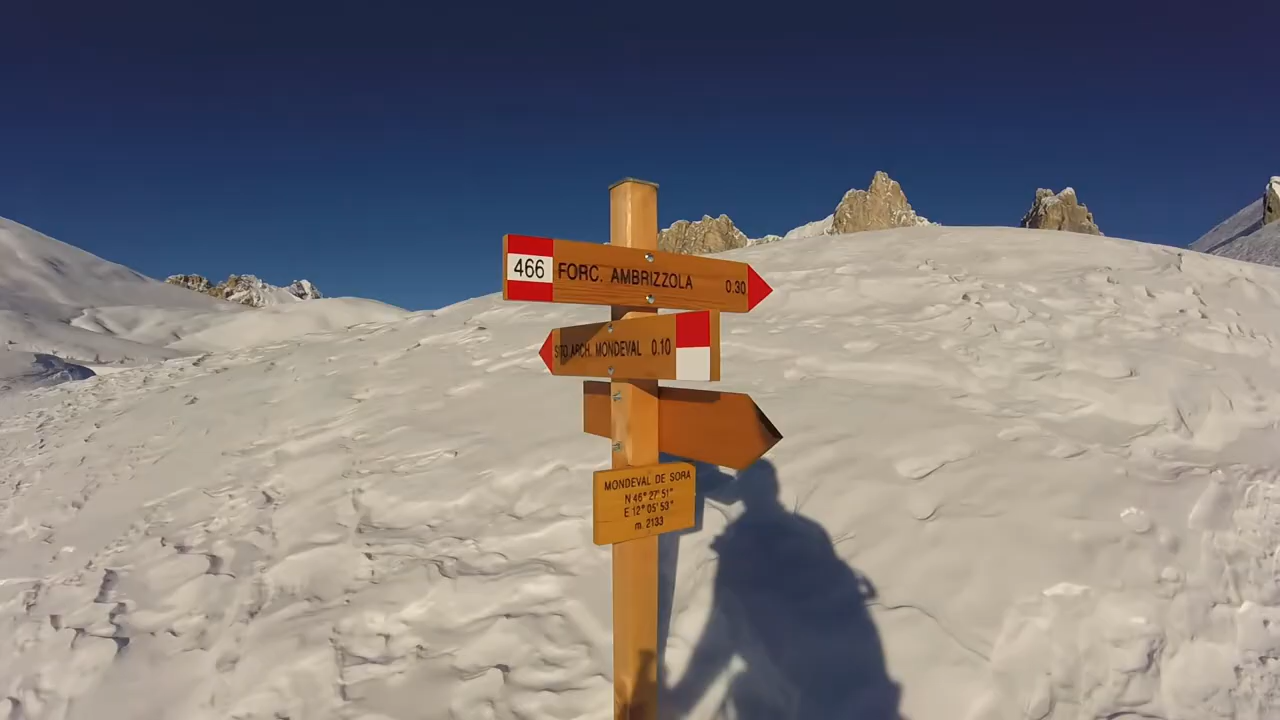 466 FORC. AMBRIZZOLA 0.30
STO ARCH. MONDEVAL 0.10
MONDEVAL DE SORA
N 46° 27' 51"
E 12° 05' 53"
m. 2133